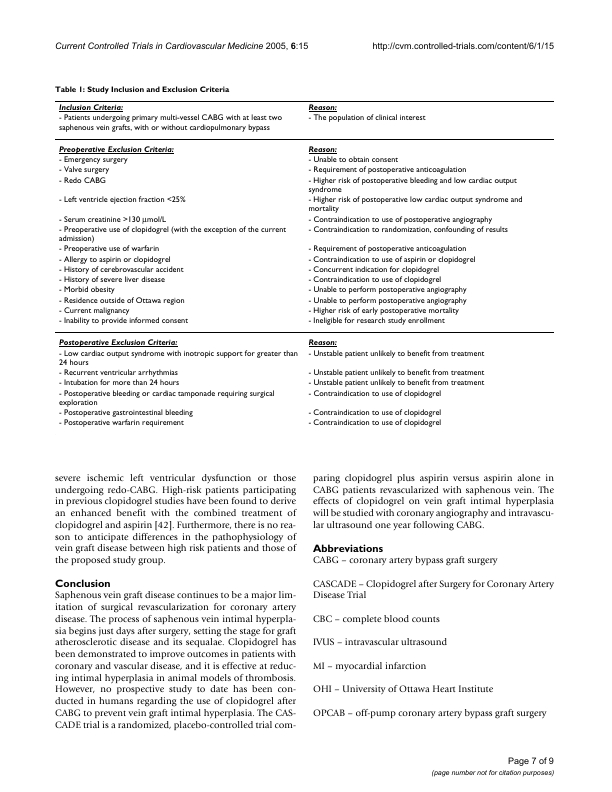 Current Controlled Trials in Cardiovascular Medicine 2005, 6:15
http://cvm.controlled-trials.com/content/6/1/15
Table 1: Study Inclusion and Exclusion Criteria
Inclusion Criteria: Reason:
- Patients undergoing primary multi-vessel CABG with at least two - The population of clinical interest
saphenous vein grafts, with or without cardiopulmonary bypass
Preoperative Exclusion Criteria: Reason:
- Emergency surgery - Unable to obtain consent
- Valve surgery - Requirement of postoperative anticoagulation
- Redo CABG - Higher risk of postoperative bleeding and low cardiac output
syndrome
- Left ventricle ejection fraction <25% - Higher risk of postoperative low cardiac output syndrome and
mortality
- Serum creatinine >130 μmol/L - Contraindication to use of postoperative angiography
- Preoperative use of clopidogrel (with the exception of the current - Contraindication to randomization, confounding of results
admission)
- Preoperative use of warfarin - Requirement of postoperative anticoagulation
- Allergy to aspirin or clopidogrel - Contraindication to use of aspirin or clopidogrel
- History of cerebrovascular accident - Concurrent indication for clopidogrel
- History of severe liver disease - Contraindication to use of clopidogrel
- Morbid obesity - Unable to perform postoperative angiography
- Residence outside of Ottawa region - Unable to perform postoperative angiography
- Current malignancy - Higher risk of early postoperative mortality
- Inability to provide informed consent - Ineligible for research study enrollment
Postoperative Exclusion Criteria: Reason:
- Low cardiac output syndrome with inotropic support for greater than - Unstable patient unlikely to benefit from treatment
24 hours
- Recurrent ventricular arrhythmias - Unstable patient unlikely to benefit from treatment
- Intubation for more than 24 hours - Unstable patient unlikely to benefit from treatment
- Postoperative bleeding or cardiac tamponade requiring surgical - Contraindication to use of clopidogrel
exploration
- Postoperative gastrointestinal bleeding - Contraindication to use of clopidogrel
- Postoperative warfarin requirement - Contraindication to use of clopidogrel
severe ischemic left ventricular dysfunction or those
undergoing redo-CABG. High-risk patients participating
in previous clopidogrel studies have been found to derive
an enhanced benefit with the combined treatment of
clopidogrel and aspirin [42]. Furthermore, there is no rea-
son to anticipate differences in the pathophysiology of
vein graft disease between high risk patients and those of
the proposed study group.
Conclusion
Saphenous vein graft disease continues to be a major lim-
itation of surgical revascularization for coronary artery
disease. The process of saphenous vein intimal hyperpla-
sia begins just days after surgery, setting the stage for graft
atherosclerotic disease and its sequalae. Clopidogrel has
been demonstrated to improve outcomes in patients with
coronary and vascular disease, and it is effective at reduc-
ing intimal hyperplasia in animal models of thrombosis.
However, no prospective study to date has been con-
ducted in humans regarding the use of clopidogrel after
CABG to prevent vein graft intimal hyperplasia. The CAS-
CADE trial is a randomized, placebo-controlled trial com-
paring clopidogrel plus aspirin versus aspirin alone in
CABG patients revascularized with saphenous vein. The
effects of clopidogrel on vein graft intimal hyperplasia
will be studied with coronary angiography and intravascu-
lar ultrasound one year following CABG.
Abbreviations
CABG – coronary artery bypass graft surgery
CASCADE – Clopidogrel after Surgery for Coronary Artery
Disease Trial
CBC – complete blood counts
IVUS – intravascular ultrasound
MI – myocardial infarction
OHI – University of Ottawa Heart Institute
OPCAB – off-pump coronary artery bypass graft surgery
Page 7 of 9
(page number not for citation purposes)